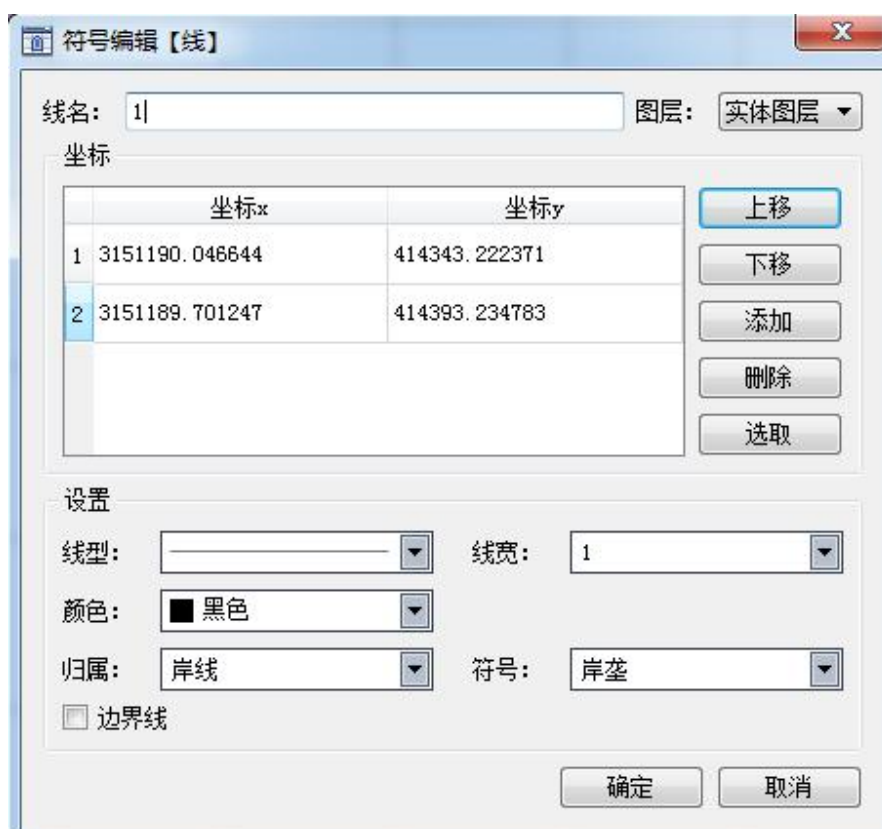 符号编辑【线】
线名： 1 图层： 实体图层
坐标
坐标x 坐标y 上移
1 3151190.046644 414343.222371 下移
2 3151189.701247 414393.234783 添加
删除
选取
设置
线型： 线宽： 1
颜色： 黑色
归属： 岸线 符号： 岸垄
边界线
确定 取消